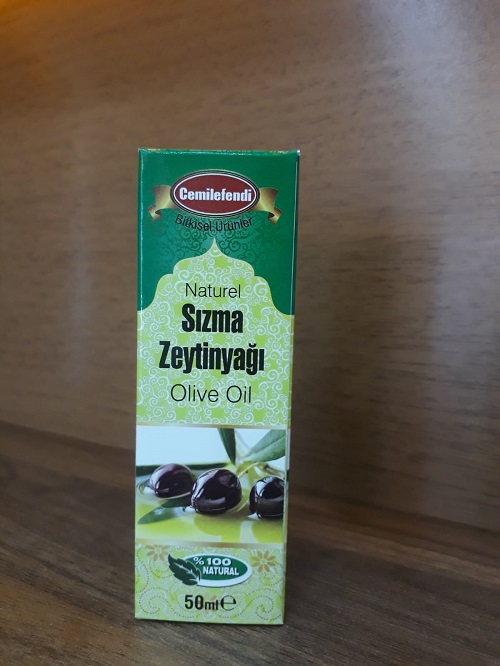 Cemilefendi
Bitkisel Ürünler
Naturel
Sızma
Zeytinyağı
Olive Oil
%100
NATURAL
50ml ℮